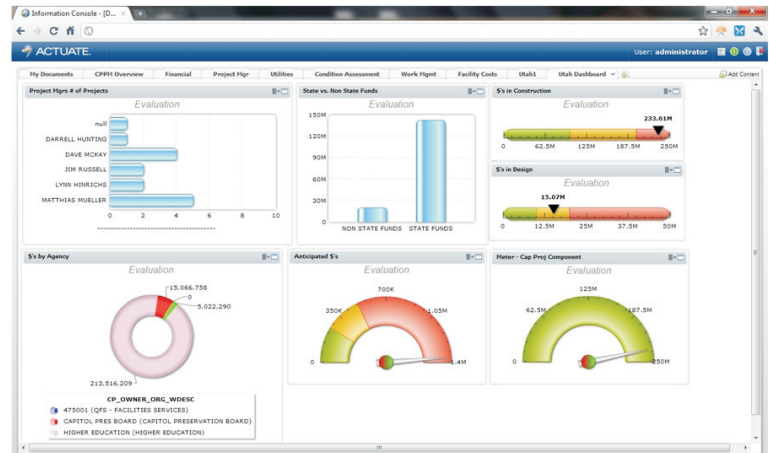 Information Console - [D...
ACTUATE.
User: administrator
My Documents CPPM Overview Financial Project Mgr Utilities Condition Assessment Work Mgmt Facility Costs Utah1 Utah Dashboard Add Content
Project Mgrs # of Projects
Evaluation
null
DARRELL HUNTING
DAVE MCKAY
JIM RUSSELL
LYNN HINRICHS
MATTHIAS MUELLER
0 2 4 6 8 10
State vs. Non State Funds
Evaluation
150M
120M
90M
60M
30M
0
NON STATE FUNDS STATE FUNDS
$'s in Construction
Evaluation
233.61M
0 62.5M 125M 187.5M 250M
$'s in Design
Evaluation
15.07M
0 12.5M 25M 37.5M 50M
$'s by Agency
Evaluation
15,066.758
0
5,022.290
213,516.209
CP_OWNER_ORG_WDESC
475001 (QFS - FACILITIES SERVICES)
CAPITOL PRES BOARD (CAPITOL PRESERVATION BOARD)
HIGHER EDUCATION (HIGHER EDUCATION)
Anticipated $'s
Evaluation
700K
350K 1.05M
0 1.4M
Meter - Cap Proj Component
Evaluation
125M
62.5M 187.5M
0 250M